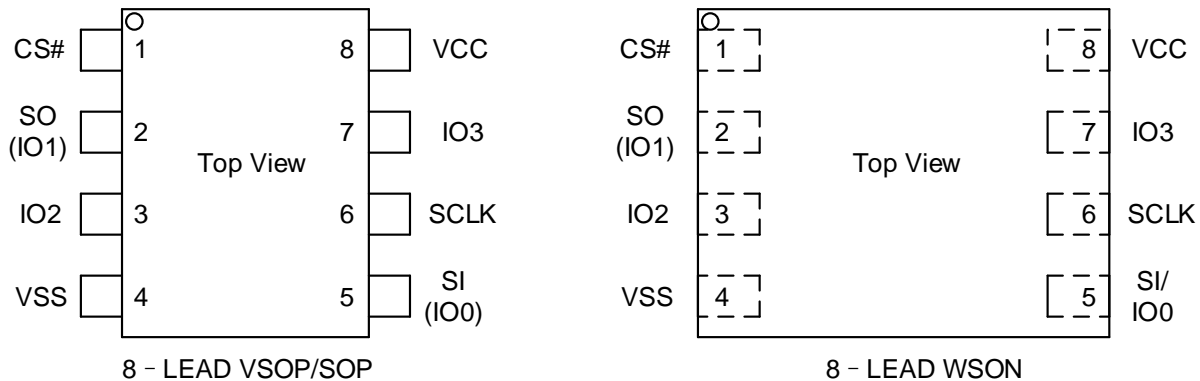 CS#
1
8
VCC
SO
(IO1)
2
7
IO3
Top View
IO2
3
6
SCLK
VSS
4
5
SI
(IO0)
8 – LEAD VSOP/SOP
CS#
1
8
VCC
SO
(IO1)
2
7
IO3
Top View
IO2
3
6
SCLK
VSS
4
5
SI/
IO0
8 – LEAD WSON